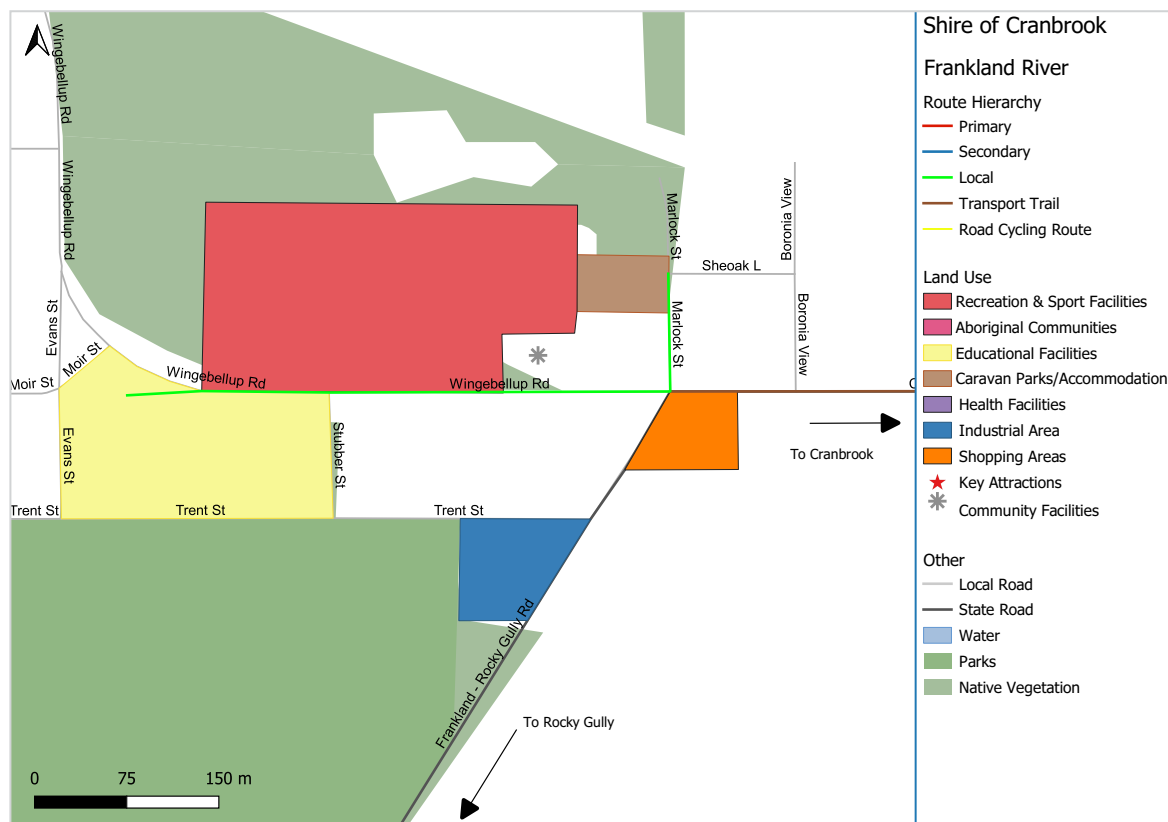 Shire of Cranbrook
Frankland River
Route Hierarchy
Primary
Secondary
Local
Transport Trail
Road Cycling Route
Land Use
Recreation & Sport Facilities
Aboriginal Communities
Educational Facilities
Caravan Parks/Accommodation
Health Facilities
Industrial Area
Shopping Areas
Key Attractions
Community Facilities
Other
Local Road
State Road
Water
Parks
Native Vegetation
Wingebellup Rd
Wingebellup Rd
Marlock St
Boronia View
Sheoak L
Evans St
Moir St
Marlock St
Boronia View
Moir St
Wingebellup Rd
Wingebellup Rd
Evans St
Stubber St
To Cranbrook
Trent St
Trent St
Trent St
Frankland - Rocky Gully Rd
To Rocky Gully
0 75 150 m